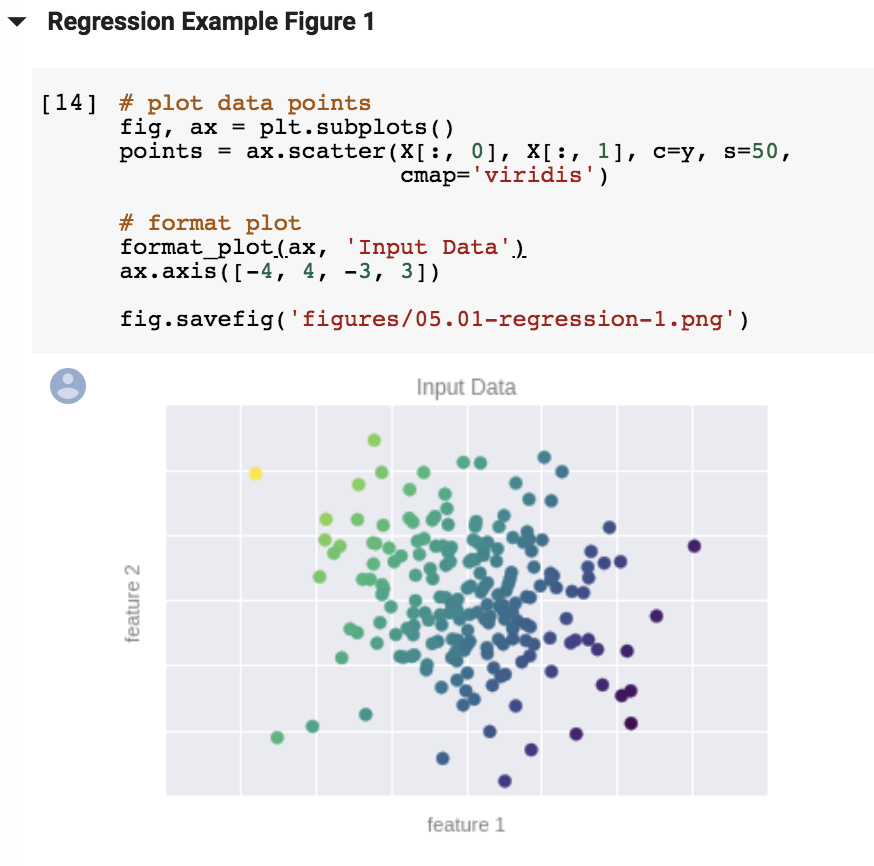 Regression Example Figure 1
[14] # plot data points
fig, ax = plt.subplots()
points = ax.scatter(X[:, 0], X[:, 1], c=y, s=50,
cmap='viridis')
# format plot
format_plot(ax, 'Input Data')
ax.axis([-4, 4, -3, 3])
fig.savefig('figures/05.01-regression-1.png')
Input Data
feature 2
feature 1